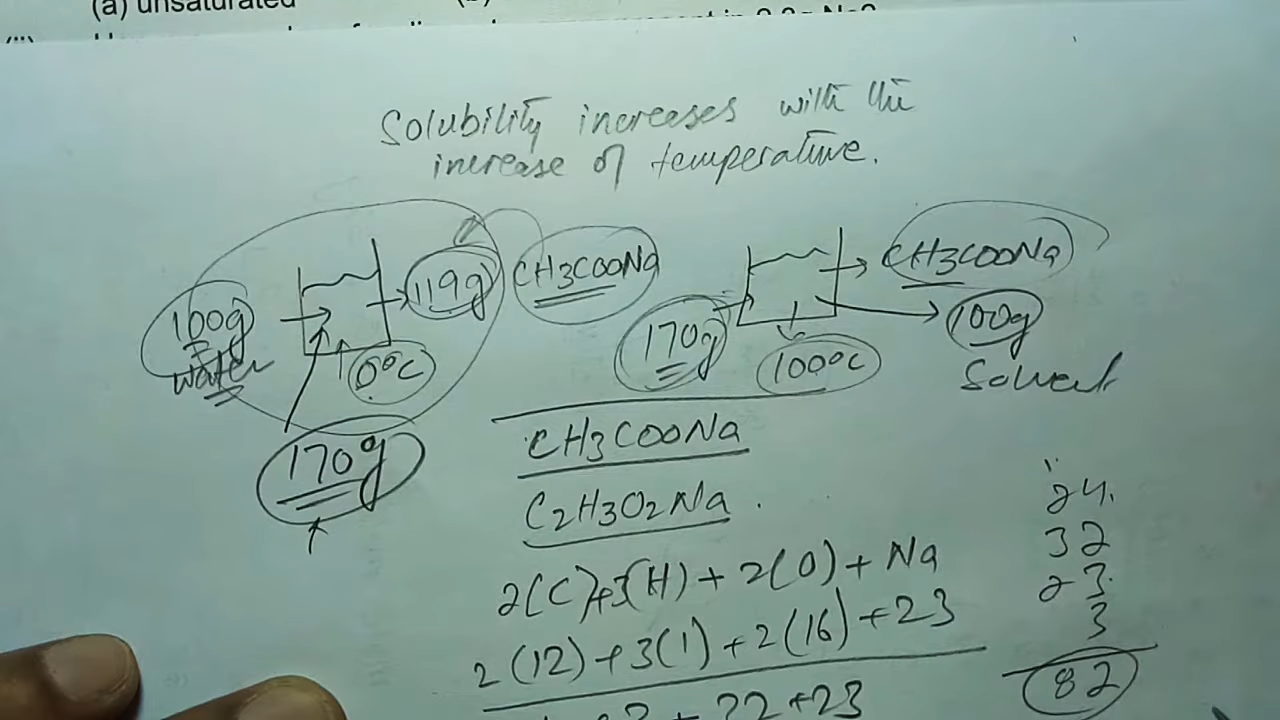 (a) unsaturated
Solubility increases with the
increase of temperature.
100g
water
119g
CH3COONa
0°C
170g
170g
100°C
CH3COONa
100g
Solvent
CH3COONa
C2H3O2Na.
2(C)+3(H)+2(O)+Na
2(12)+3(1)+2(16)+23
+23
24.
32
23.
3
82